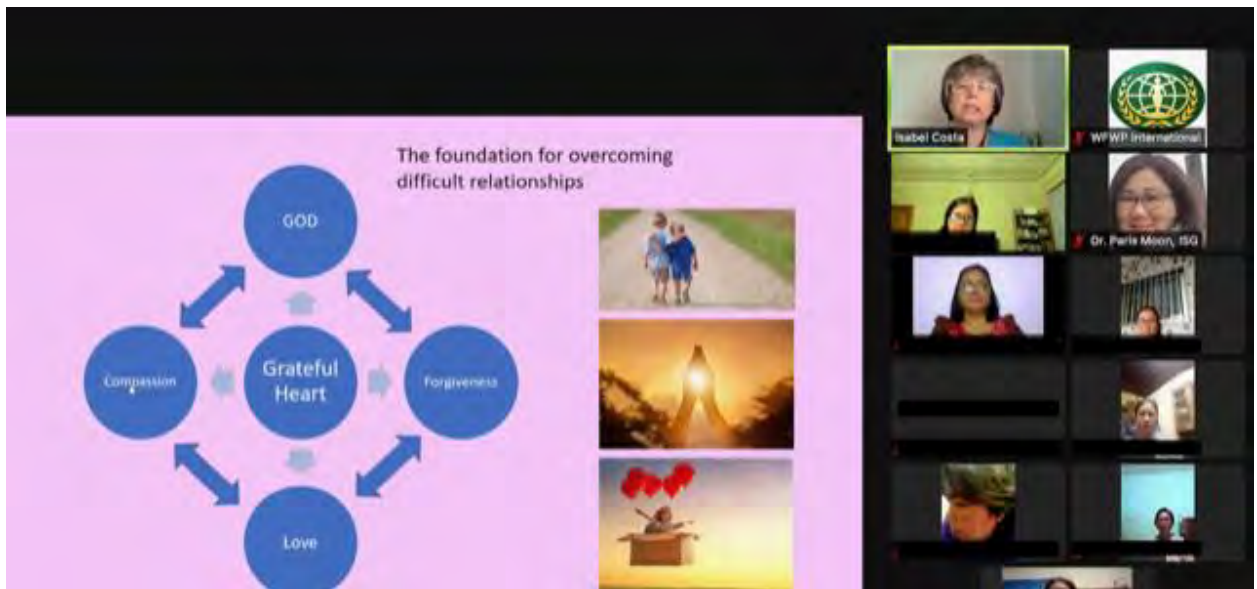 The foundation for overcoming
difficult relationships
GOD
Compassion
Grateful
Heart
Forgiveness
Love
Isabel Costa
WFWP International
Dr. Paris Moon, ISG